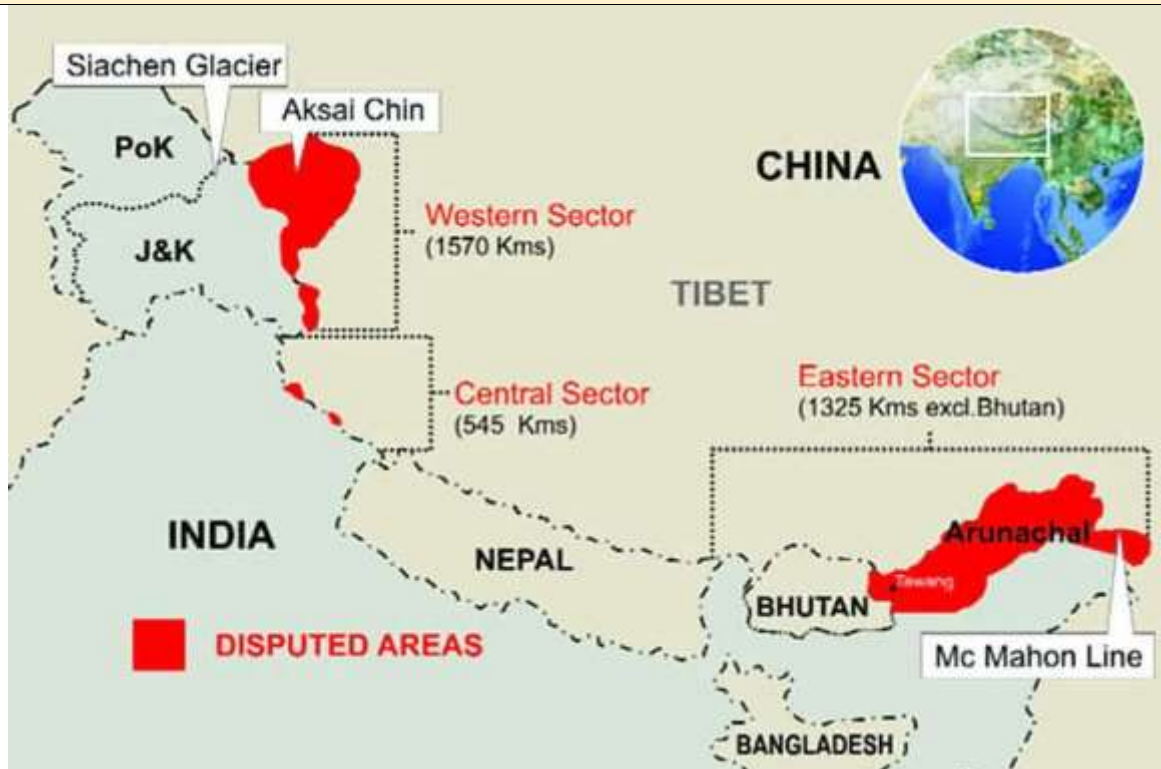 Siachen Glacier
Aksai Chin
PoK
CHINA
Western Sector
(1570 Kms)
J&K
TIBET
Eastern Sector
(1325 Kms excl.Bhutan)
Central Sector
(545 Kms)
INDIA
Arunachal
NEPAL
Tawang
BHUTAN
DISPUTED AREAS
Mc Mahon Line
BANGLADESH